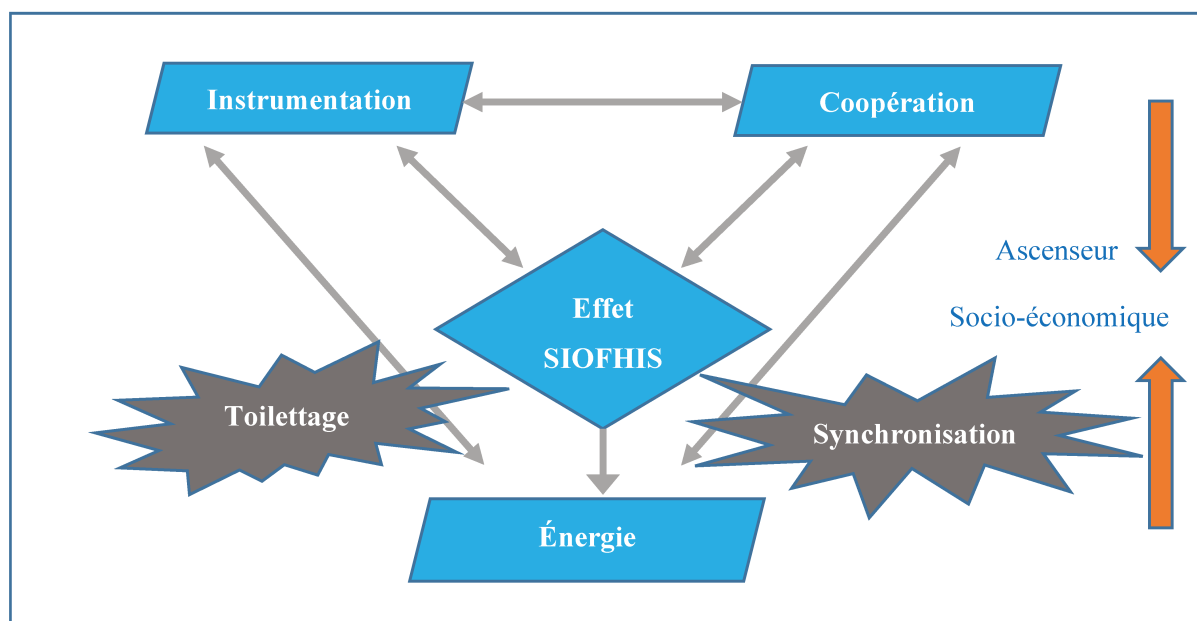 Instrumentation
Coopération
Ascenseur
Socio-économique
Effet
SIOFHIS
Toilettage
Synchronisation
Énergie